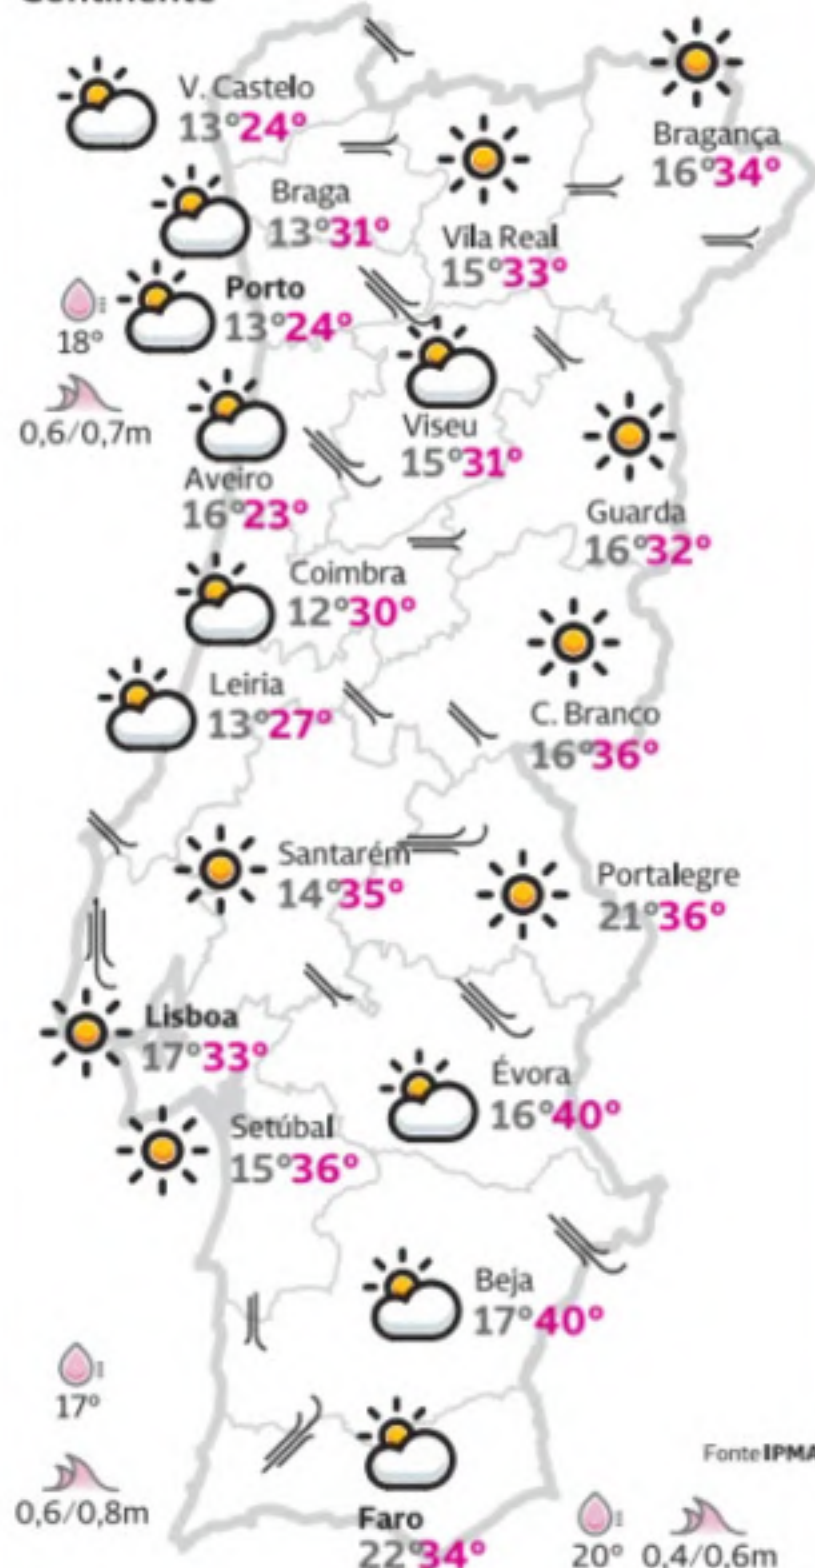 Continente
V. Castelo
13° 24°
Bragança
16° 34°
Braga
13° 31°
Vila Real
15° 33°
Porto
13° 24°
18°
0,6/0,7m
Viseu
15° 31°
Aveiro
16° 23°
Guarda
16° 32°
Coimbra
12° 30°
Leiria
13° 27°
C. Branco
16° 36°
Santarém
14° 35°
Portalegre
21° 36°
Lisboa
17° 33°
Évora
16° 40°
Setúbal
15° 36°
Beja
17° 40°
17°
0,6/0,8m
Fonte IPMA
Faro
22° 34°
20°
0,4/0,6m